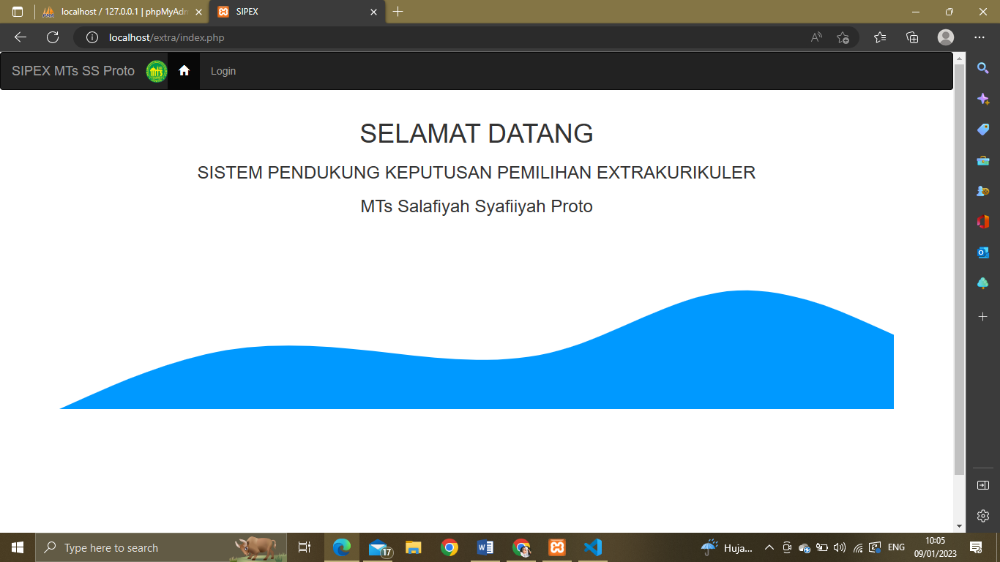 localhost / 127.0.0.1 | phpMyAdm
SIPEX
localhost/extra/index.php
SIPEX MTs SS Proto
MTS
Login
SELAMAT DATANG
SISTEM PENDUKUNG KEPUTUSAN PEMILIHAN EXTRAKURIKULER
MTs Salafiyah Syafiiyah Proto
Type here to search
17
Huja...
ENG
10:05
09/01/2023